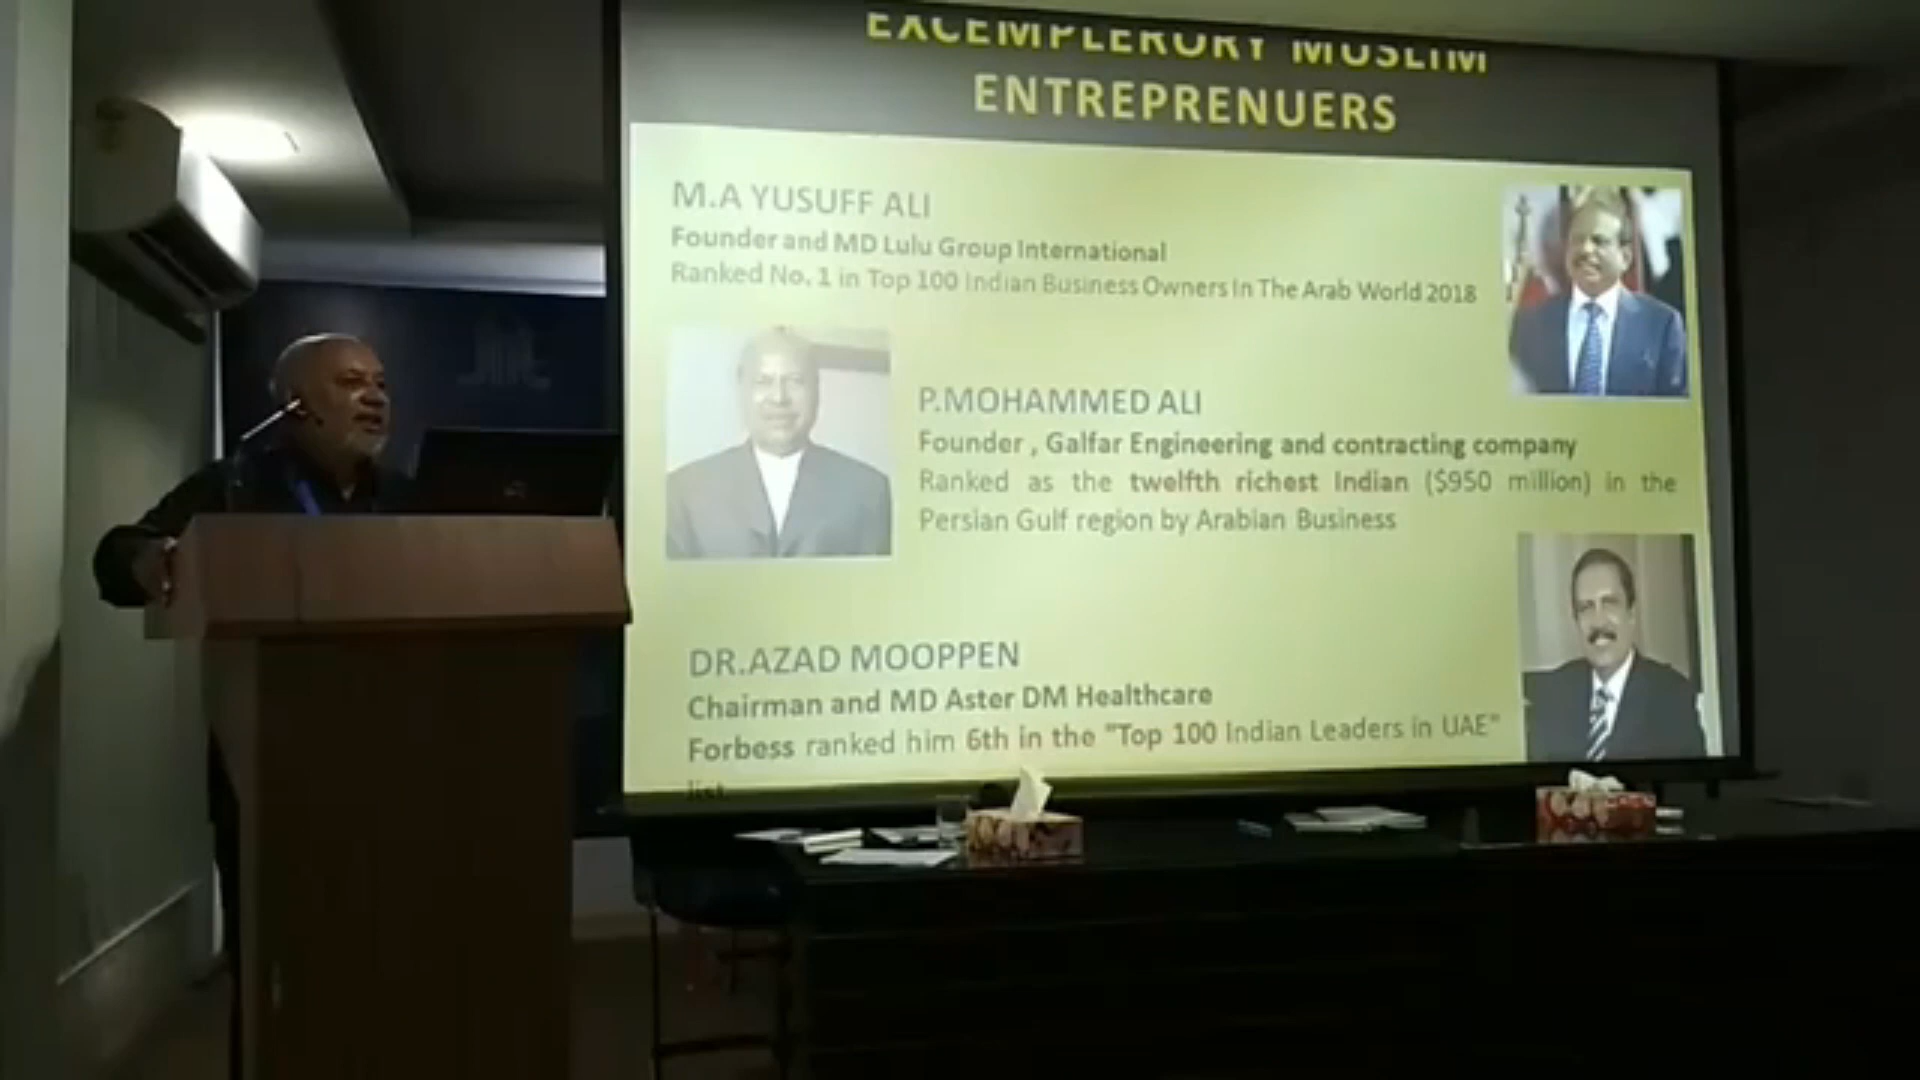 EXCEMPLERORY MUSLIM
ENTREPRENUERS
M.A YUSUFF ALI
Founder and MD Lulu Group International
Ranked No. 1 in Top 100 Indian Business Owners In The Arab World 2018
P.MOHAMMED ALI
Founder , Galfar Engineering and contracting company
Ranked as the twelfth richest Indian ($950 million) in the
Persian Gulf region by Arabian Business
DR.AZAD MOOPPEN
Chairman and MD Aster DM Healthcare
Forbess ranked him 6th in the "Top 100 Indian Leaders in UAE"
list.